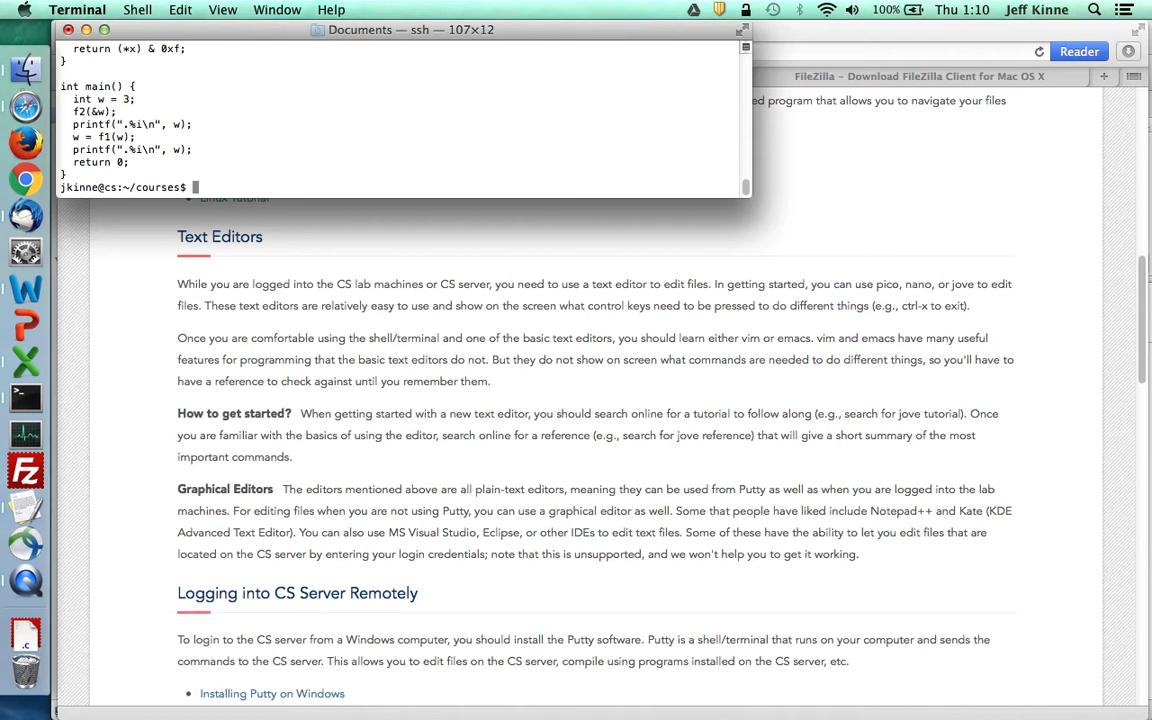 Terminal Shell Edit View Window Help 100% Thu 1:10 Jeff Kinne
Documents — ssh — 107×12
return (*x) & 0xf;
}
int main() {
int w = 3;
f2(&w);
printf(".%i\n", w);
w = f1(w);
printf(".%i\n", w);
return 0;
}
jkinne@cs:~/courses$
Reader
FileZilla – Download FileZilla Client for Mac OS X
ed program that allows you to navigate your files
Linux Tutorial
Text Editors
While you are logged into the CS lab machines or CS server, you need to use a text editor to edit files. In getting started, you can use pico, nano, or jove to edit
files. These text editors are relatively easy to use and show on the screen what control keys need to be pressed to do different things (e.g., ctrl-x to exit).
Once you are comfortable using the shell/terminal and one of the basic text editors, you should learn either vim or emacs. vim and emacs have many useful
features for programming that the basic text editors do not. But they do not show on screen what commands are needed to do different things, so you'll have to
have a reference to check against until you remember them.
How to get started? When getting started with a new text editor, you should search online for a tutorial to follow along (e.g., search for jove tutorial). Once
you are familiar with the basics of using the editor, search online for a reference (e.g., search for jove reference) that will give a short summary of the most
important commands.
Graphical Editors The editors mentioned above are all plain-text editors, meaning they can be used from Putty as well as when you are logged into the lab
machines. For editing files when you are not using Putty, you can use a graphical editor as well. Some that people have liked include Notepad++ and Kate (KDE
Advanced Text Editor). You can also use MS Visual Studio, Eclipse, or other IDEs to edit text files. Some of these have the ability to let you edit files that are
located on the CS server by entering your login credentials; note that this is unsupported, and we won't help you to get it working.
Logging into CS Server Remotely
To login to the CS server from a Windows computer, you should install the Putty software. Putty is a shell/terminal that runs on your computer and sends the
commands to the CS server. This allows you to edit files on the CS server, compile using programs installed on the CS server, etc.
Installing Putty on Windows